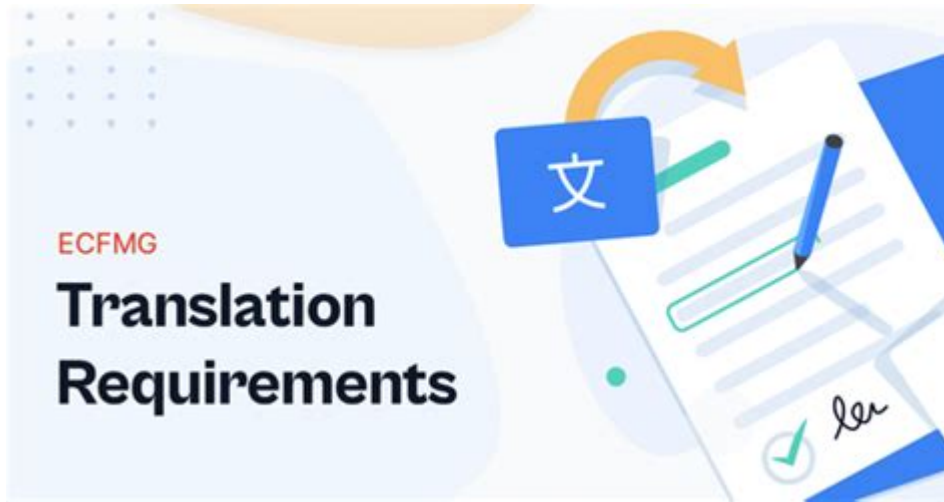 ECFMG
Translation
Requirements
文